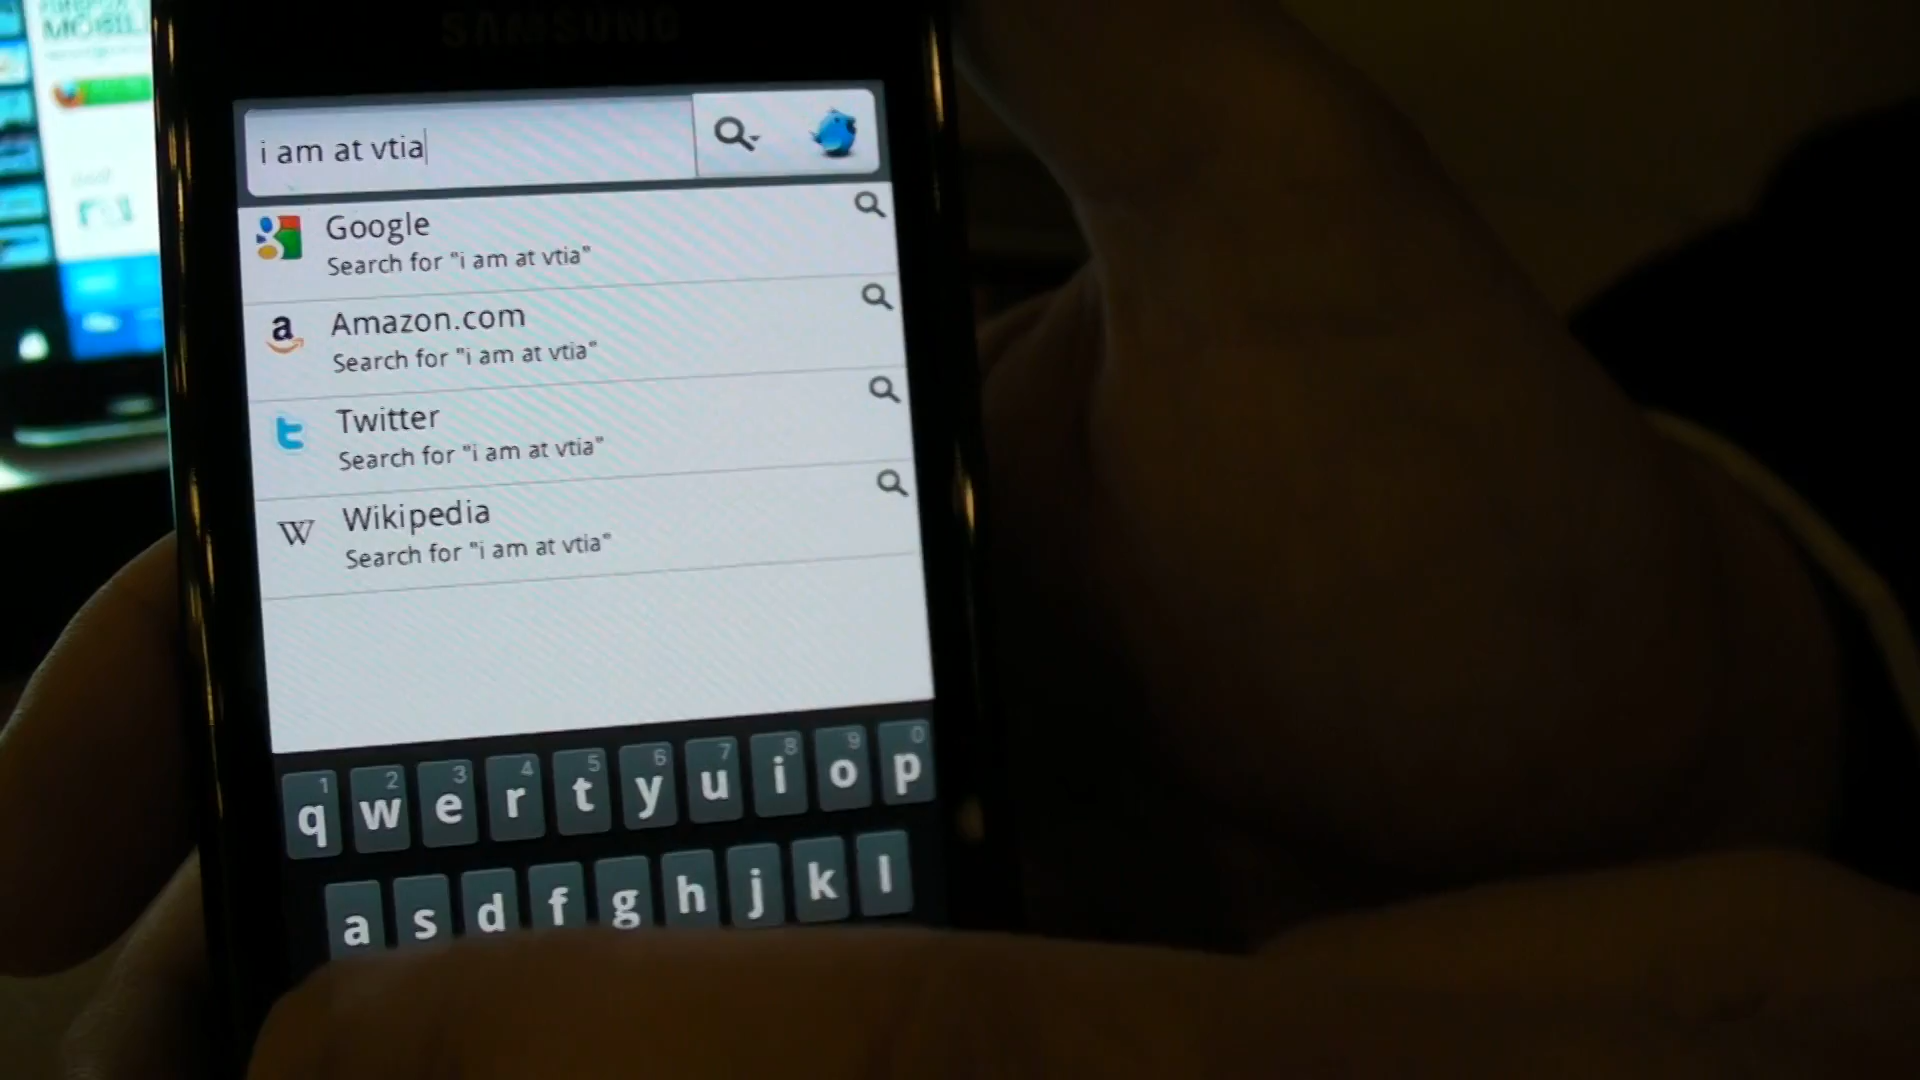 MOBIL
SAMSUNG
i am at vtia
Google
Search for "i am at vtia"
a
Amazon.com
Search for "i am at vtia"
t
Twitter
Search for "i am at vtia"
W
Wikipedia
Search for "i am at vtia"
1 2 3 4 5 6 7 8 9 0
q w e r t y u i o p
a s d f g h j k l